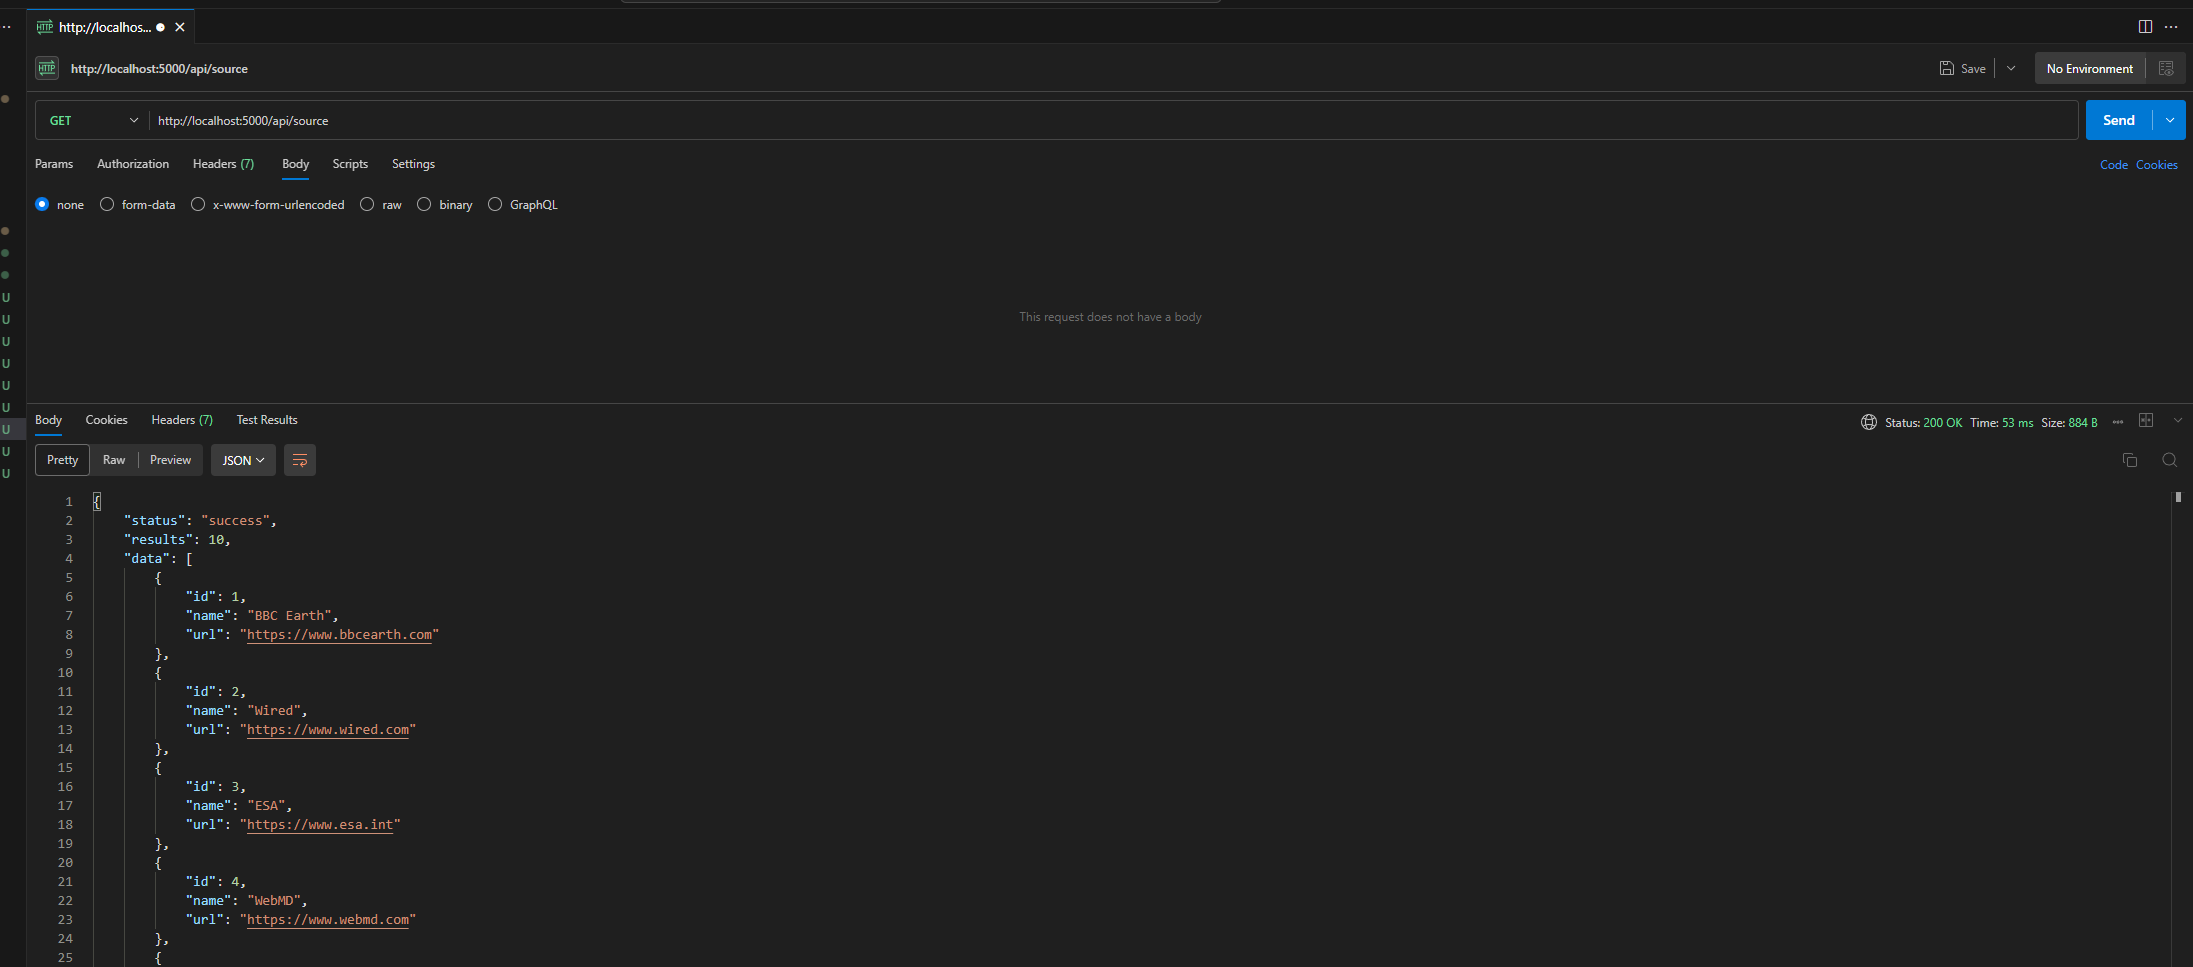 http://localhos...
HTTP http://localhost:5000/api/source Save No Environment
GET http://localhost:5000/api/source Send
Params Authorization Headers (7) Body Scripts Settings Code Cookies
none form-data x-www-form-urlencoded raw binary GraphQL
This request does not have a body
U
U
U
U
U
U
U
U
U
Body Cookies Headers (7) Test Results Status: 200 OK Time: 53 ms Size: 884 B
Pretty Raw Preview JSON
1 {
2 "status": "success",
3 "results": 10,
4 "data": [
5 {
6 "id": 1,
7 "name": "BBC Earth",
8 "url": "https://www.bbcearth.com"
9 },
10 {
11 "id": 2,
12 "name": "Wired",
13 "url": "https://www.wired.com"
14 },
15 {
16 "id": 3,
17 "name": "ESA",
18 "url": "https://www.esa.int"
19 },
20 {
21 "id": 4,
22 "name": "WebMD",
23 "url": "https://www.webmd.com"
24 },
25 {